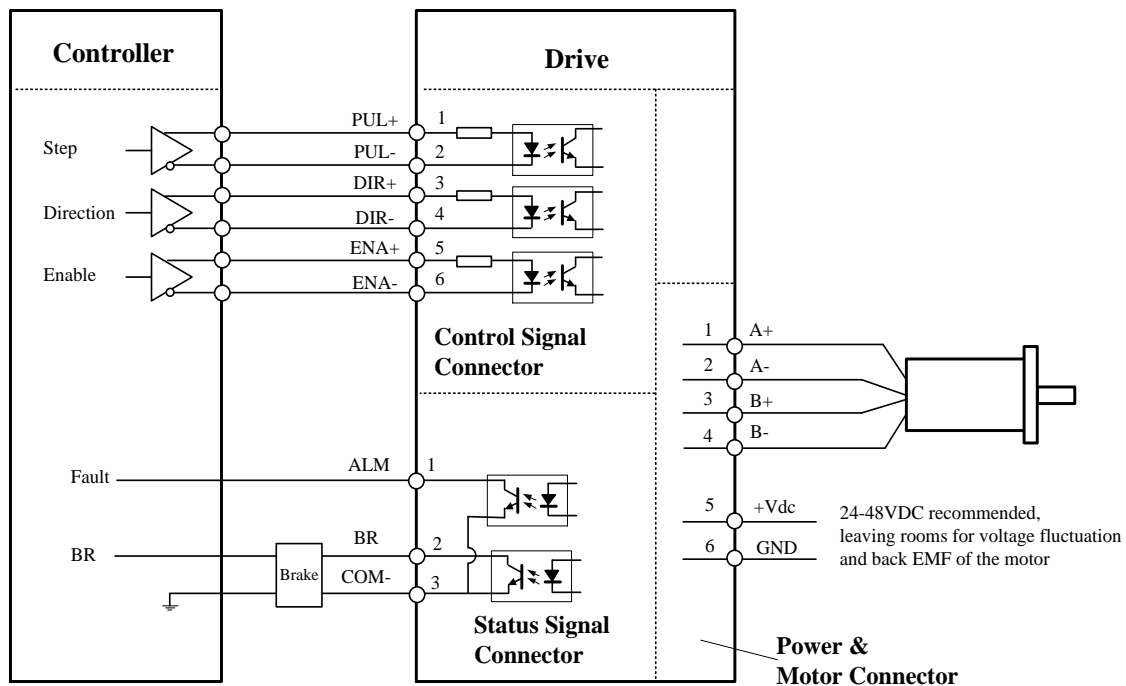 Controller
Drive
Step
PUL+
1
PUL-
2
Direction
DIR+
3
DIR-
4
Enable
ENA+
5
ENA-
6
Control Signal
Connector
1
A+
2
A-
3
B+
4
B-
Fault
ALM
1
BR
BR
2
Brake
COM-
3
Status Signal
Connector
5
+Vdc
6
GND
24-48VDC recommended,
leaving rooms for voltage fluctuation
and back EMF of the motor
Power &
Motor Connector